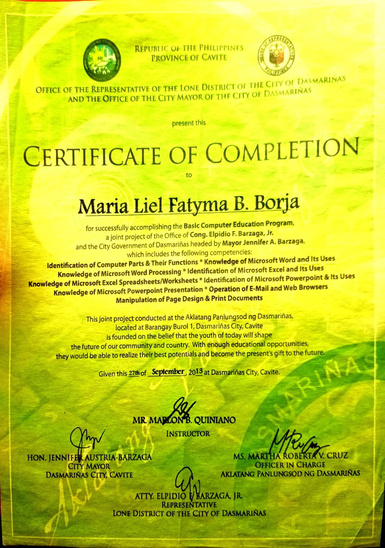 REPUBLIC OF THE PHILIPPINES
PROVINCE OF CAVITE
OFFICE OF THE REPRESENTATIVE OF THE LONE DISTRICT OF THE CITY OF DASMARIÑAS
AND THE OFFICE OF THE CITY MAYOR OF THE CITY OF DASMARIÑAS
present this
CERTIFICATE OF COMPLETION
to
Maria Liel Fatyma B. Borja
for successfully accomplishing the Basic Computer Education Program,
a joint project of the Office of Cong. Elpidio F. Barzaga, Jr.
and the City Government of Dasmariñas headed by Mayor Jennifer A. Barzaga,
which includes the following competencies:
Identification of Computer Parts & Their Functions * Knowledge of Microsoft Word and Its Uses
Knowledge of Microsoft Word Processing * Identification of Microsoft Excel and Its Uses
Knowledge of Microsoft Excel Spreadsheets/Worksheets * Identification of Microsoft Powerpoint & Its Uses
Knowledge of Microsoft Powerpoint Presentation * Operation of E-Mail and Web Browsers
Manipulation of Page Design & Print Documents
This joint project conducted at the Aklatang Panlungsod ng Dasmariñas,
located at Barangay Burol 1, Dasmariñas City, Cavite
is founded on the belief that the youth of today will shape
the future of our community and country. With enough educational opportunities,
they would be able to realize their best potentials and become the present's gift to the future.
Given this 27th of September, 2013 at Dasmariñas City, Cavite.
MR. MARLON B. QUINIANO
INSTRUCTOR
HON. JENNIFER AUSTRIA-BARZAGA
CITY MAYOR
DASMARIÑAS CITY, CAVITE
MS. MARTHA ROBERTA V. CRUZ
OFFICER IN CHARGE
AKLATANG PANLUNGSOD NG DASMARIÑAS
ATTY. ELPIDIO F. BARZAGA, JR.
REPRESENTATIVE
LONE DISTRICT OF THE CITY OF DASMARIÑAS
Aklatang